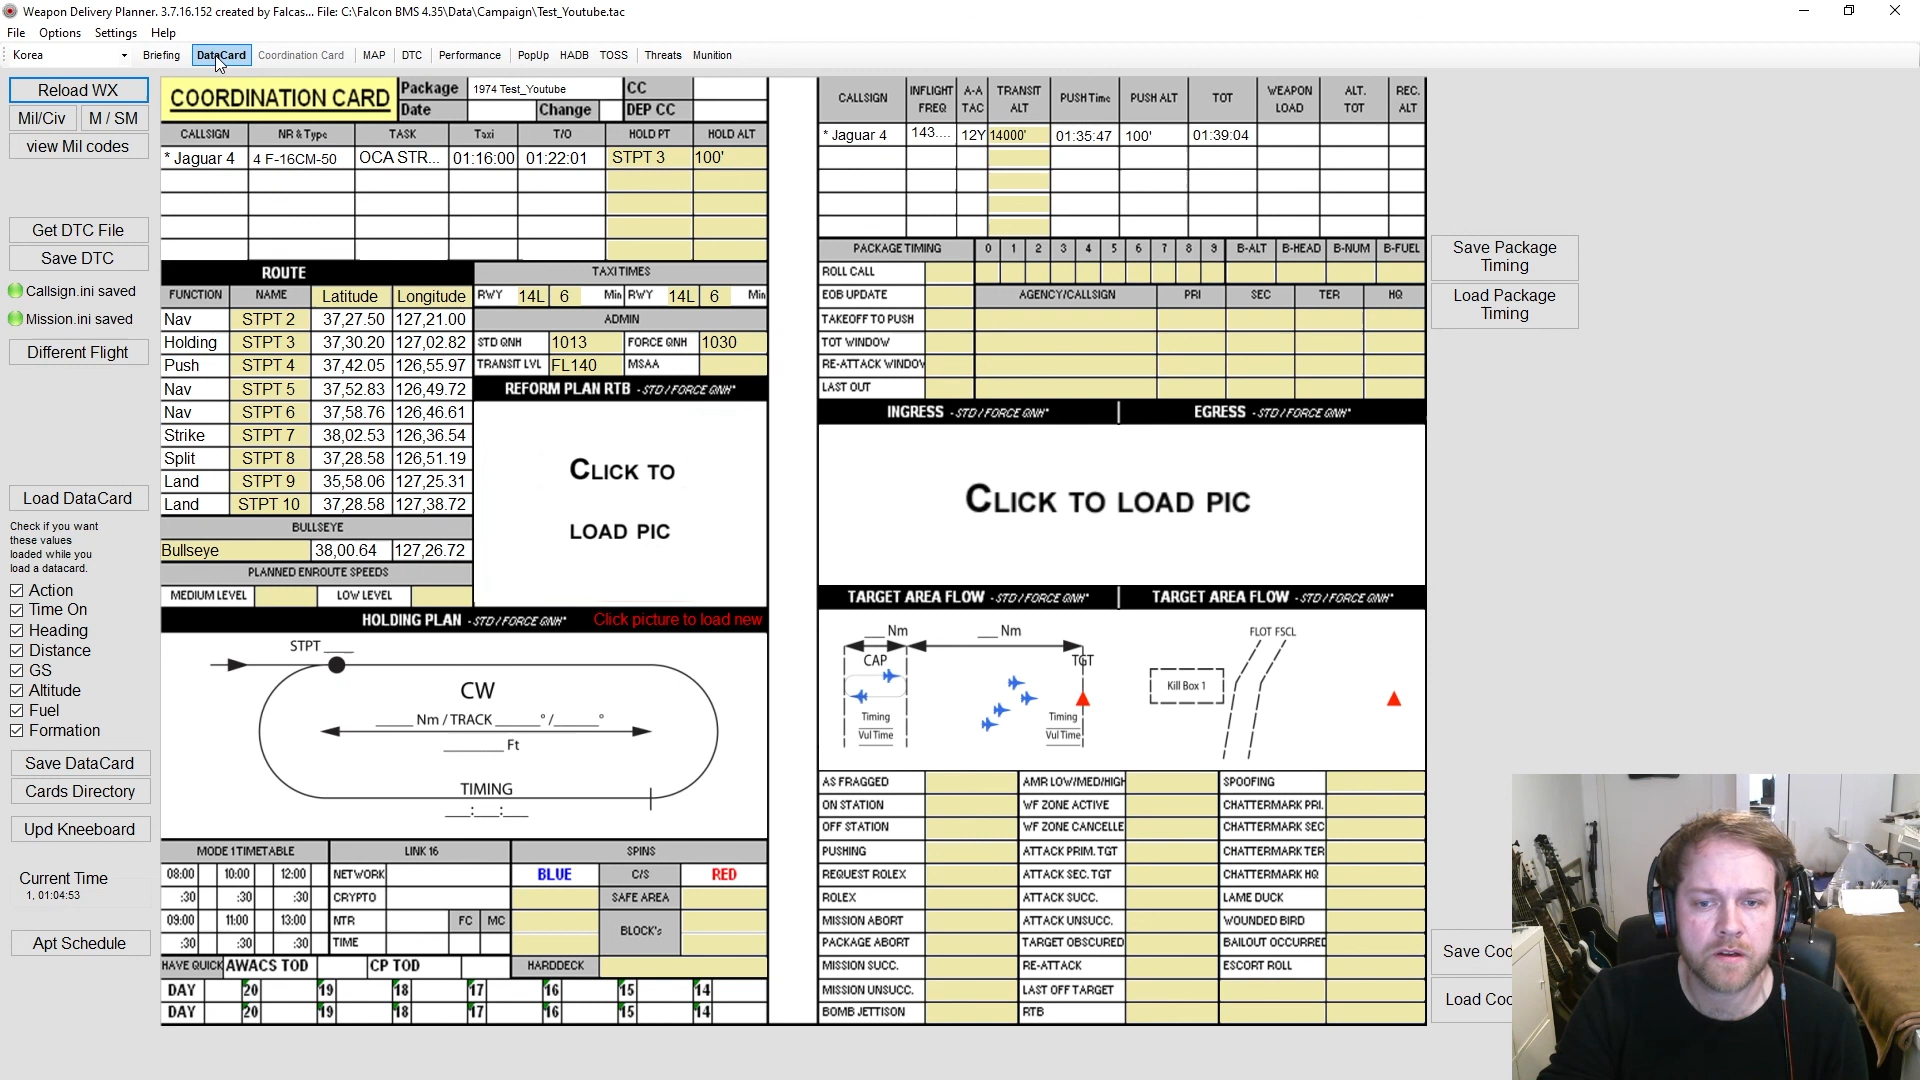 Weapon Delivery Planner. 3.7.16.152 created by Falcas... File: C:\Falcon BMS 4.35\Data\Campaign\Test_Youtube.tac
File Options Settings Help
Korea Briefing DataCard Coordination Card MAP DTC Performance PopUp HADB TOSS Threats Munition
Reload WX
Mil/Civ M / SM
view Mil codes
Get DTC File
Save DTC
Callsign.ini saved
Mission.ini saved
Different Flight
Load DataCard
Check if you want
these values
loaded while you
load a datacard.
Action
Time On
Heading
Distance
GS
Altitude
Fuel
Formation
Save DataCard
Cards Directory
Upd Kneeboard
Current Time
1, 01:04:53
Apt Schedule
COORDINATION CARD Package 1974 Test_Youtube CC
Date Change DEP CC
CALLSIGN NR & Type TASK Taxi T/O HOLD PT HOLD ALT
* Jaguar 4 4 F-16CM-50 OCA STR... 01:16:00 01:22:01 STPT 3 100'
ROUTE TAXI TIMES
FUNCTION NAME Latitude Longitude RWY 14L 6 Min RWY 14L 6 Min
Nav STPT 2 37,27.50 127,21.00 ADMIN
Holding STPT 3 37,30.20 127,02.82 STD QNH 1013 FORCE QNH 1030
Push STPT 4 37,42.05 126,55.97 TRANSIT LVL FL140 MSAA
Nav STPT 5 37,52.83 126,49.72 REFORM PLAN RTB - STD / FORCE QNH*
Nav STPT 6 37,58.76 126,46.61
Strike STPT 7 38,02.53 126,36.54
Split STPT 8 37,28.58 126,51.19
Land STPT 9 35,58.06 127,25.31
Land STPT 10 37,28.58 127,38.72
CLICK TO
LOAD PIC
BULLSEYE
Bullseye 38,00.64 127,26.72
PLANNED ENROUTE SPEEDS
MEDIUM LEVEL LOW LEVEL
HOLDING PLAN - STD / FORCE QNH* Click picture to load new
STPT ____
CW
_____ Nm / TRACK ______° /______°
________ Ft
TIMING
___:___:___
MODE 1 TIMETABLE LINK 16 SPINS
08:00 10:00 12:00 NETWORK BLUE C/S RED
:30 :30 :30 CRYPTO SAFE AREA
09:00 11:00 13:00 NTR FC MC BLOCK's
:30 :30 :30 TIME
HAVE QUICK AWACS TOD CP TOD HARDDECK
DAY 20 19 18 17 16 15 14
DAY 20 19 18 17 16 15 14
CALLSIGN INFLIGHT FREQ A-A TAC TRANSIT ALT PUSH Time PUSH ALT TOT WEAPON LOAD ALT. TOT REC. ALT
* Jaguar 4 143.... 12Y 14000' 01:35:47 100' 01:39:04
PACKAGE TIMING 0 1 2 3 4 5 6 7 8 9 B-ALT B-HEAD B-NUM B-FUEL
ROLL CALL
EOB UPDATE AGENCY/CALLSIGN PRI SEC TER HQ
TAKEOFF TO PUSH
TOT WINDOW
RE-ATTACK WINDOW
LAST OUT
INGRESS - STD / FORCE QNH* EGRESS - STD / FORCE QNH*
CLICK TO LOAD PIC
TARGET AREA FLOW - STD / FORCE QNH* TARGET AREA FLOW - STD / FORCE QNH*
___ Nm ___ Nm FLOT FSCL
CAP TGT
Kill Box 1
Timing Timing
Vul Time Vul Time
AS FRAGGED AMR LOW/MED/HIGH SPOOFING
ON STATION WF ZONE ACTIVE CHATTERMARK PRI.
OFF STATION WF ZONE CANCELLE CHATTERMARK SEC
PUSHING ATTACK PRIM. TGT CHATTERMARK TER
REQUEST ROLEX ATTACK SEC. TGT CHATTERMARK HQ
ROLEX ATTACK SUCC. LAME DUCK
MISSION ABORT ATTACK UNSUCC. WOUNDED BIRD
PACKAGE ABORT TARGET OBSCURED BAILOUT OCCURRED
MISSION SUCC. RE-ATTACK ESCORT ROLL
MISSION UNSUCC. LAST OFF TARGET
BOMB JETTISON RTB
Save Package
Timing
Load Package
Timing
Save Cod
Load Coo